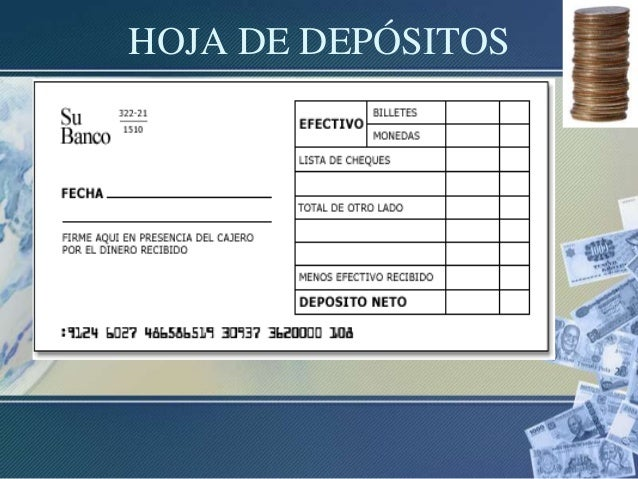 HOJA DE DEPÓSITOS
Su
Banco
322-21
1510
FECHA
FIRME AQUI EN PRESENCIA DEL CAJERO
POR EL DINERO RECIBIDO
EFECTIVO
BILLETES
MONEDAS
LISTA DE CHEQUES
TOTAL DE OTRO LADO
MENOS EFECTIVO RECIBIDO
DEPOSITO NETO
:9124 6027 486586519 30937 3620000 108